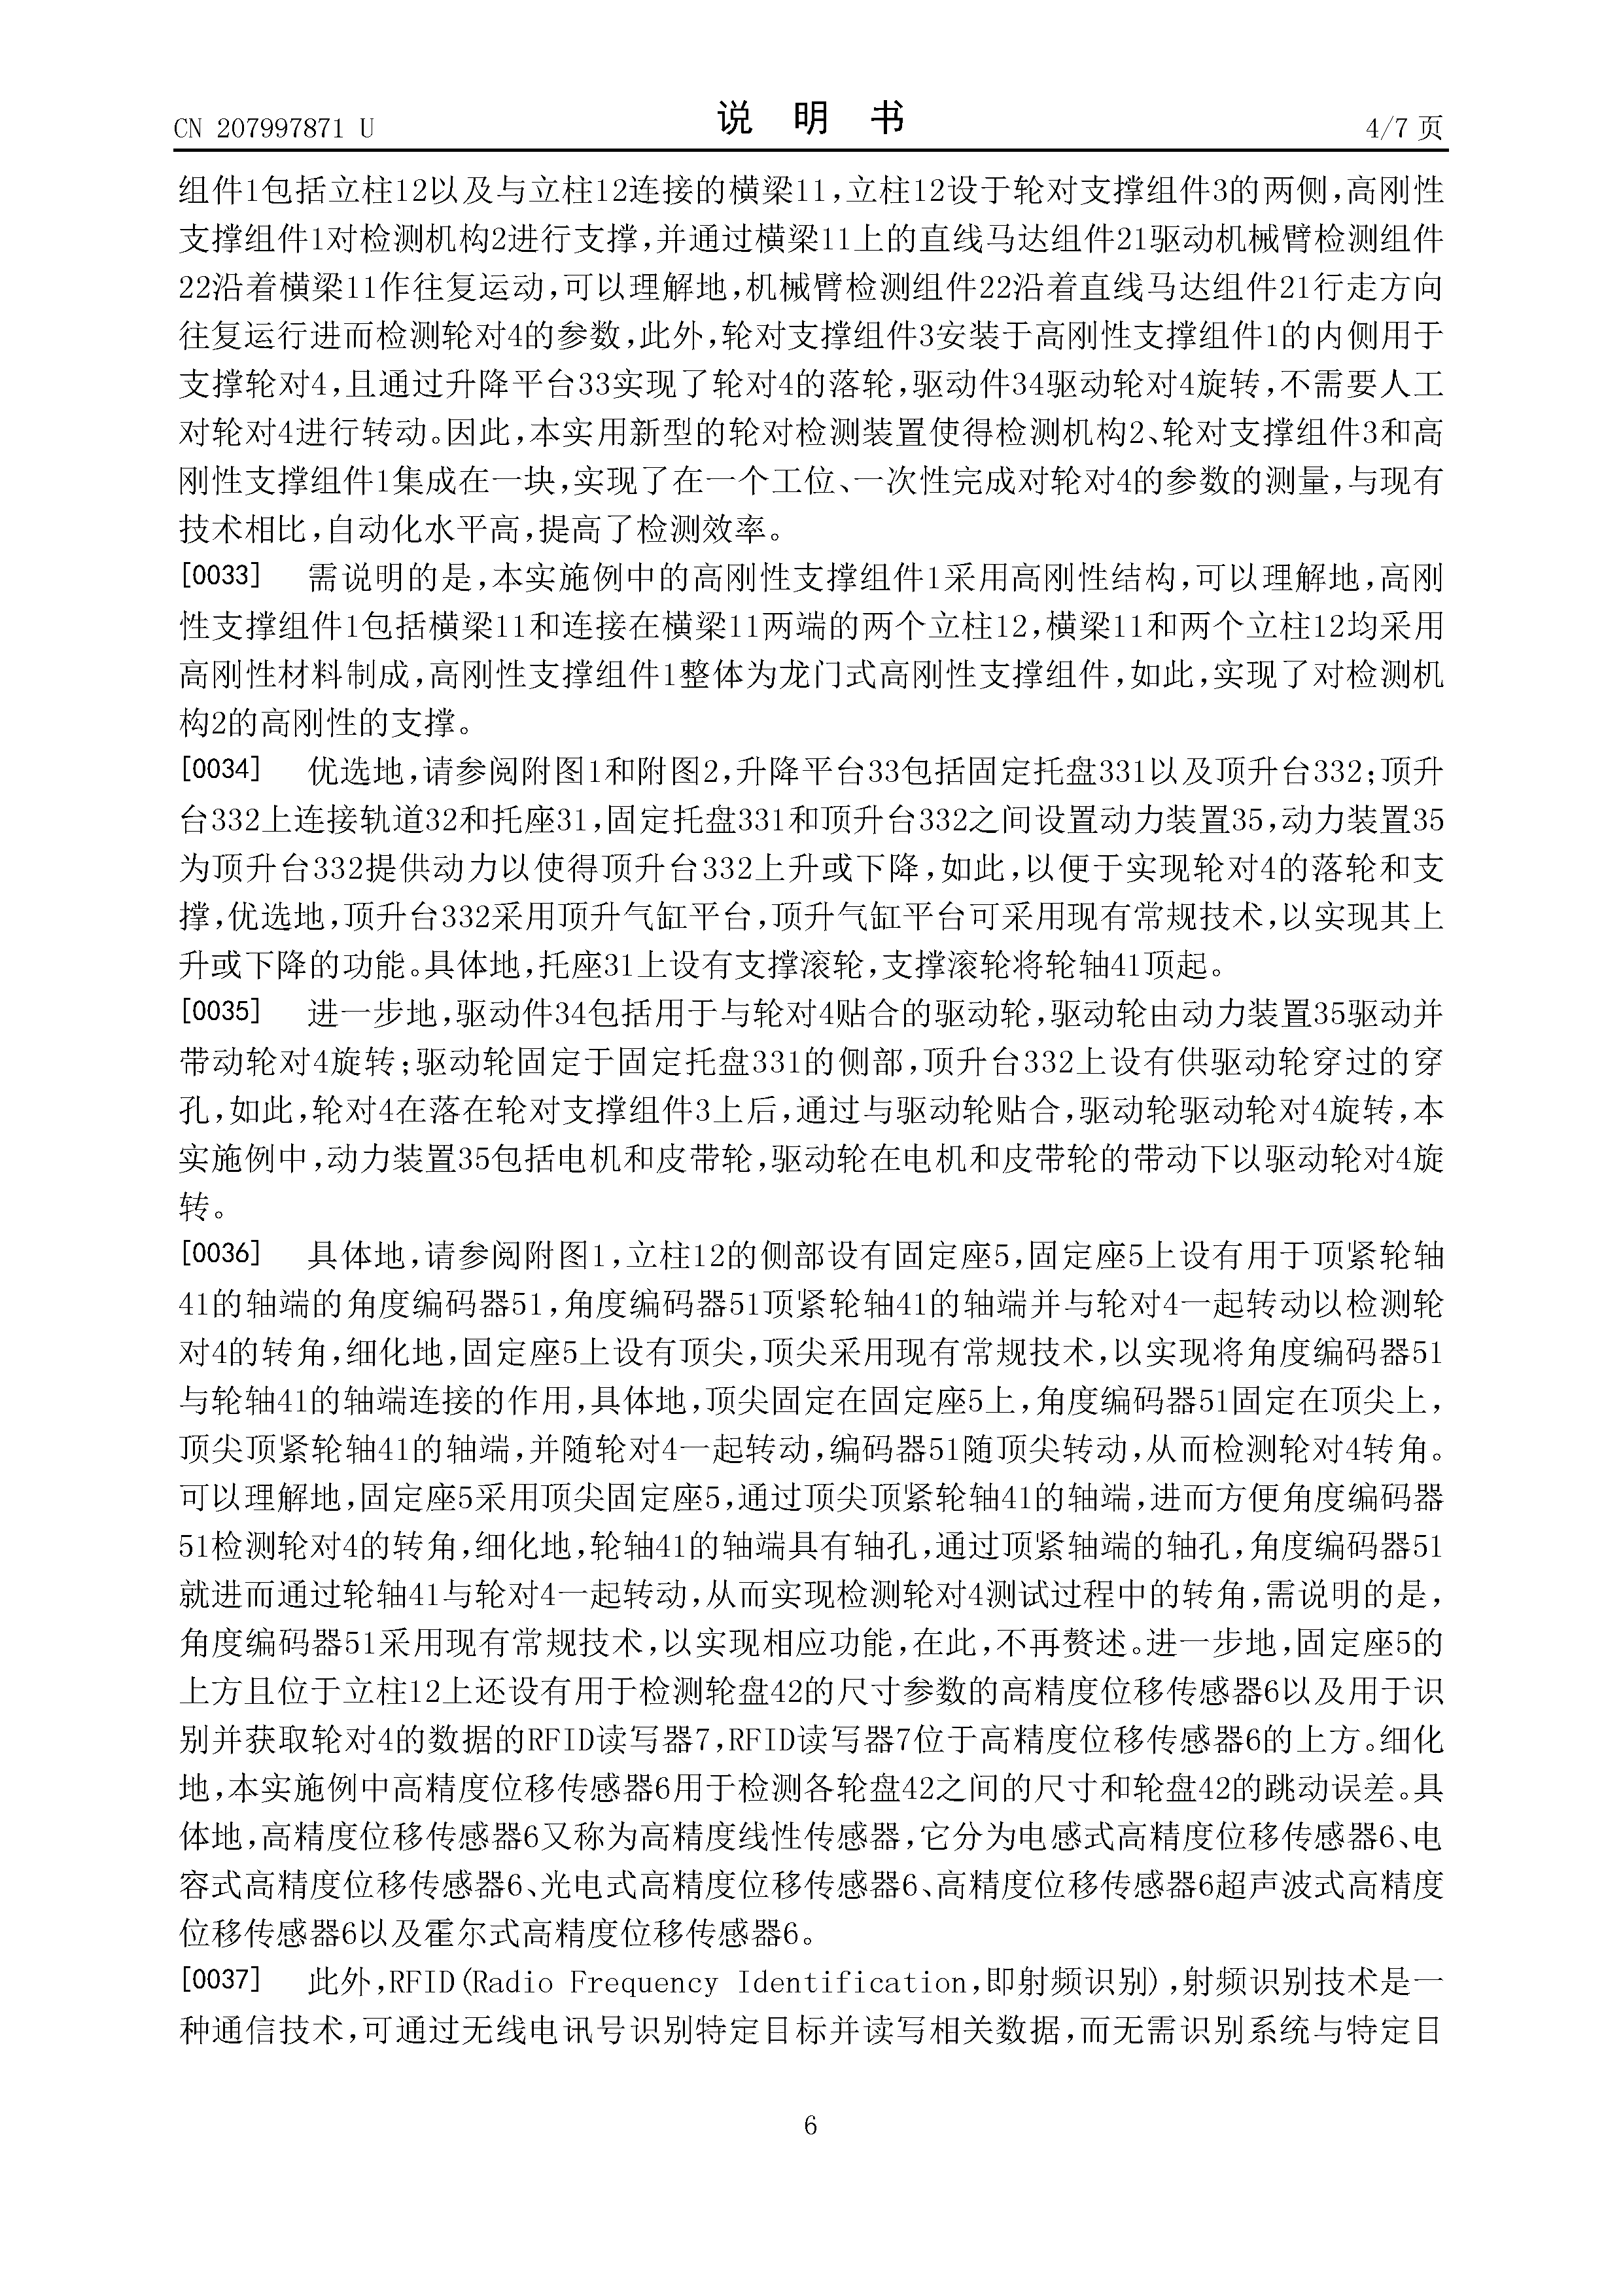 CN 207997871 U
说 明 书
4/7 页
组件1包括立柱12以及与立柱12连接的横梁11,立柱12设于轮对支撑组件3的两侧,高刚性
支撑组件1对检测机构2进行支撑,并通过横梁11上的直线马达组件21驱动机械臂检测组件
22沿着横梁11作往复运动,可以理解地,机械臂检测组件22沿着直线马达组件21行走方向
往复运行进而检测轮对4的参数,此外,轮对支撑组件3安装于高刚性支撑组件1的内侧用于
支撑轮对4,且通过升降平台33实现了轮对4的落轮,驱动件34驱动轮对4旋转,不需要人工
对轮对4进行转动。因此,本实用新型的轮对检测装置使得检测机构2、轮对支撑组件3和高
刚性支撑组件1集成在一块,实现了在一个工位、一次性完成对轮对4的参数的测量,与现有
技术相比,自动化水平高,提高了检测效率。
[0033] 需说明的是,本实施例中的高刚性支撑组件1采用高刚性结构,可以理解地,高刚
性支撑组件1包括横梁11和连接在横梁11两端的两个立柱12,横梁11和两个立柱12均采用
高刚性材料制成,高刚性支撑组件1整体为龙门式高刚性支撑组件,如此,实现了对检测机
构2的高刚性的支撑。
[0034] 优选地,请参阅附图1和附图2,升降平台33包括固定托盘331以及顶升台332;顶升
台332上连接轨道32和托座31,固定托盘331和顶升台332之间设置动力装置35,动力装置35
为顶升台332提供动力以使得顶升台332上升或下降,如此,以便于实现轮对4的落轮和支
撑,优选地,顶升台332采用顶升气缸平台,顶升气缸平台可采用现有常规技术,以实现其上
升或下降的功能。具体地,托座31上设有支撑滚轮,支撑滚轮将轮轴41顶起。
[0035] 进一步地,驱动件34包括用于与轮对4贴合的驱动轮,驱动轮由动力装置35驱动并
带动轮对4旋转;驱动轮固定于固定托盘331的侧部,顶升台332上设有供驱动轮穿过的穿
孔,如此,轮对4在落在轮对支撑组件3上后,通过与驱动轮贴合,驱动轮驱动轮对4旋转,本
实施例中,动力装置35包括电机和皮带轮,驱动轮在电机和皮带轮的带动下以驱动轮对4旋
转。
[0036] 具体地,请参阅附图1,立柱12的侧部设有固定座5,固定座5上设有用于顶紧轮轴
41的轴端的角度编码器51,角度编码器51顶紧轮轴41的轴端并与轮对4一起转动以检测轮
对4的转角,细化地,固定座5上设有顶尖,顶尖采用现有常规技术,以实现将角度编码器51
与轮轴41的轴端连接的作用,具体地,顶尖固定在固定座5上,角度编码器51固定在顶尖上,
顶尖顶紧轮轴41的轴端,并随轮对4一起转动,编码器51随顶尖转动,从而检测轮对4转角。
可以理解地,固定座5采用顶尖固定座5,通过顶尖顶紧轮轴41的轴端,进而方便角度编码器
51检测轮对4的转角,细化地,轮轴41的轴端具有轴孔,通过顶紧轴端的轴孔,角度编码器51
就进而通过轮轴41与轮对4一起转动,从而实现检测轮对4测试过程中的转角,需说明的是,
角度编码器51采用现有常规技术,以实现相应功能,在此,不再赘述。进一步地,固定座5的
上方且位于立柱12上还设有用于检测轮盘42的尺寸参数的高精度位移传感器6以及用于识
别并获取轮对4的数据的RFID读写器7,RFID读写器7位于高精度位移传感器6的上方。细化
地,本实施例中高精度位移传感器6用于检测各轮盘42之间的尺寸和轮盘42的跳动误差。具
体地,高精度位移传感器6又称为高精度线性传感器,它分为电感式高精度位移传感器6、电
容式高精度位移传感器6、光电式高精度位移传感器6、高精度位移传感器6超声波式高精度
位移传感器6以及霍尔式高精度位移传感器6。
[0037] 此外,RFID(Radio Frequency Identification,即射频识别),射频识别技术是一
种通信技术,可通过无线电讯号识别特定目标并读写相关数据,而无需识别系统与特定目
6